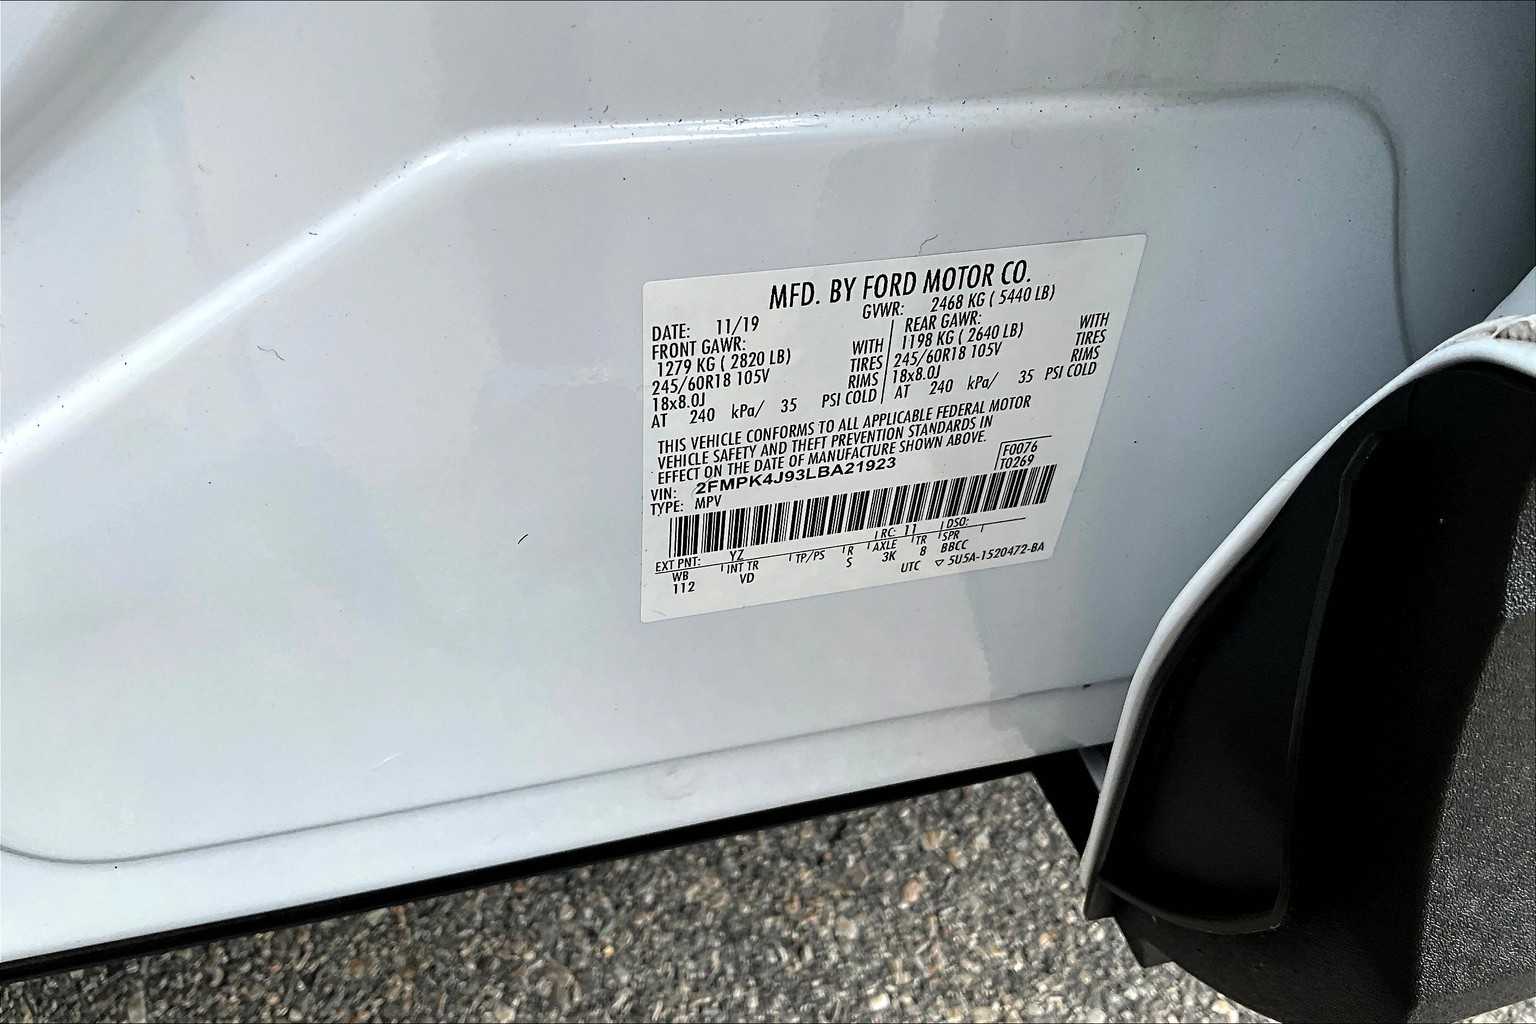 MFD. BY FORD MOTOR CO.
DATE: 11/19 GVWR: 2468 KG ( 5440 LB)
FRONT GAWR: REAR GAWR:
1279 KG ( 2820 LB) WITH 1198 KG ( 2640 LB) WITH
245/60R18 105V TIRES 245/60R18 105V TIRES
18x8.0J RIMS 18x8.0J RIMS
AT 240 kPa/ 35 PSI COLD AT 240 kPa/ 35 PSI COLD
THIS VEHICLE CONFORMS TO ALL APPLICABLE FEDERAL MOTOR
VEHICLE SAFETY AND THEFT PREVENTION STANDARDS IN
EFFECT ON THE DATE OF MANUFACTURE SHOWN ABOVE.
F0076
T0269
VIN: 2FMPK4J93LBA21923
TYPE: MPV
EXT PNT: YZ RC: 11 DSO:
WB INT TR TP/PS R AXLE TR SPR
112 VD S 3K 8 BBCC
UTC ▽ 5U5A-1520472-BA